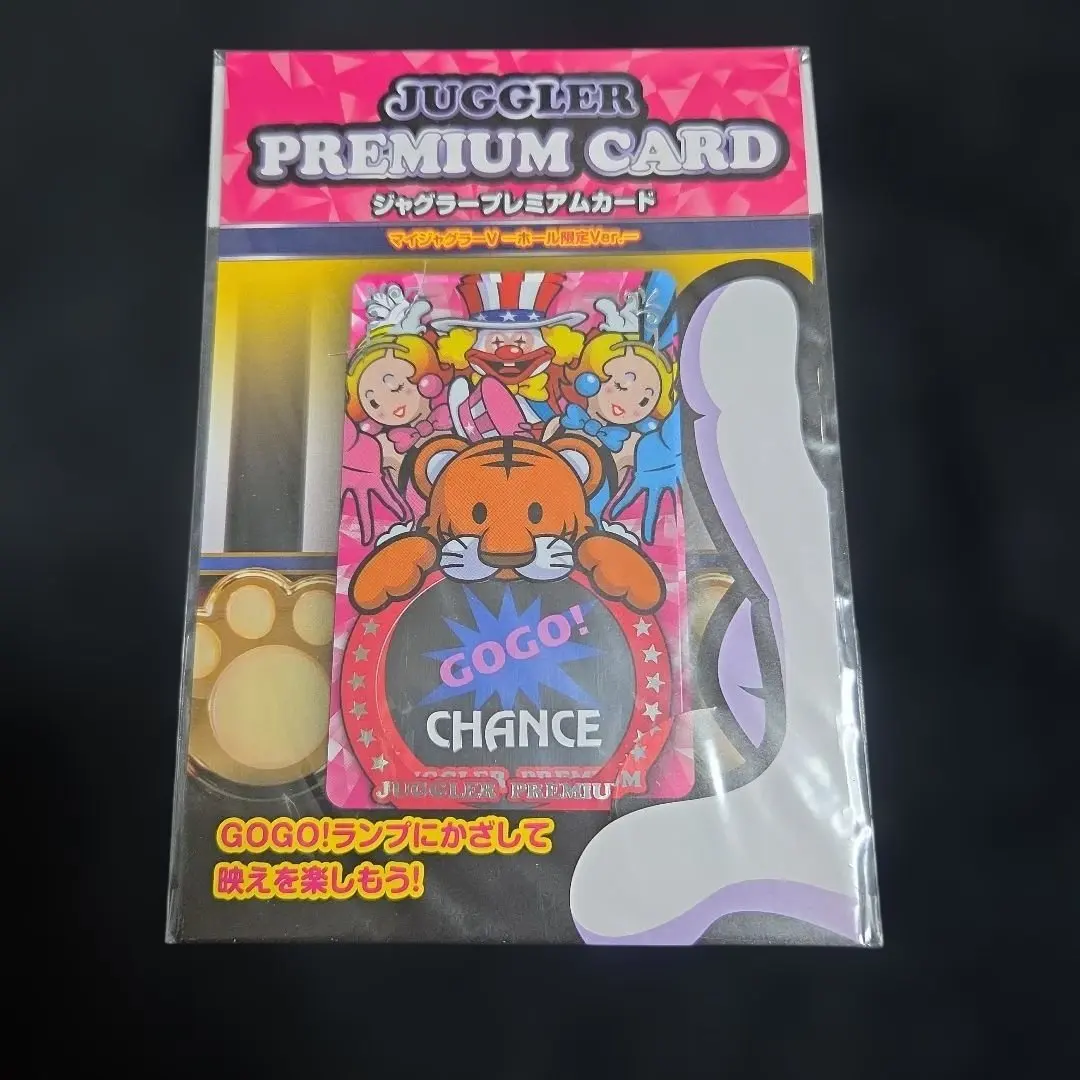 JUGGLER
PREMIUM CARD
ジャグラープレミアムカード
マイジャグラーV ーホール限定Ver.ー
GOGO!
CHANCE
JUGGLER PREMIUM
GOGO!ランプにかざして
映えを楽しもう!